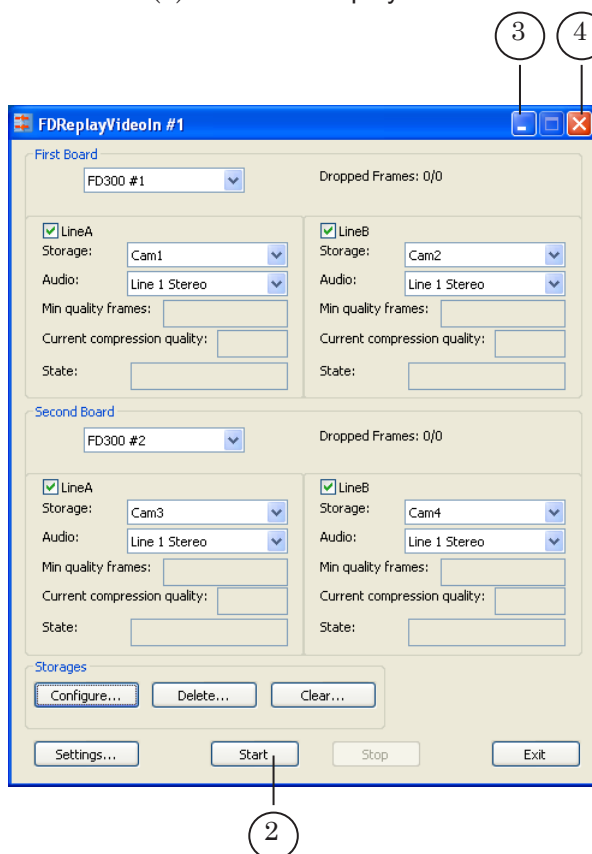 3 4
FDReplayVideoIn #1
First Board
FD300 #1 Dropped Frames: 0/0
LineA LineB
Storage: Cam1 Storage: Cam2
Audio: Line 1 Stereo Audio: Line 1 Stereo
Min quality frames: Min quality frames:
Current compression quality: Current compression quality:
State: State:
Second Board
FD300 #2 Dropped Frames: 0/0
LineA LineB
Storage: Cam3 Storage: Cam4
Audio: Line 1 Stereo Audio: Line 1 Stereo
Min quality frames: Min quality frames:
Current compression quality: Current compression quality:
State: State:
Storages
Configure... Delete... Clear...
Settings... Start Stop Exit
2